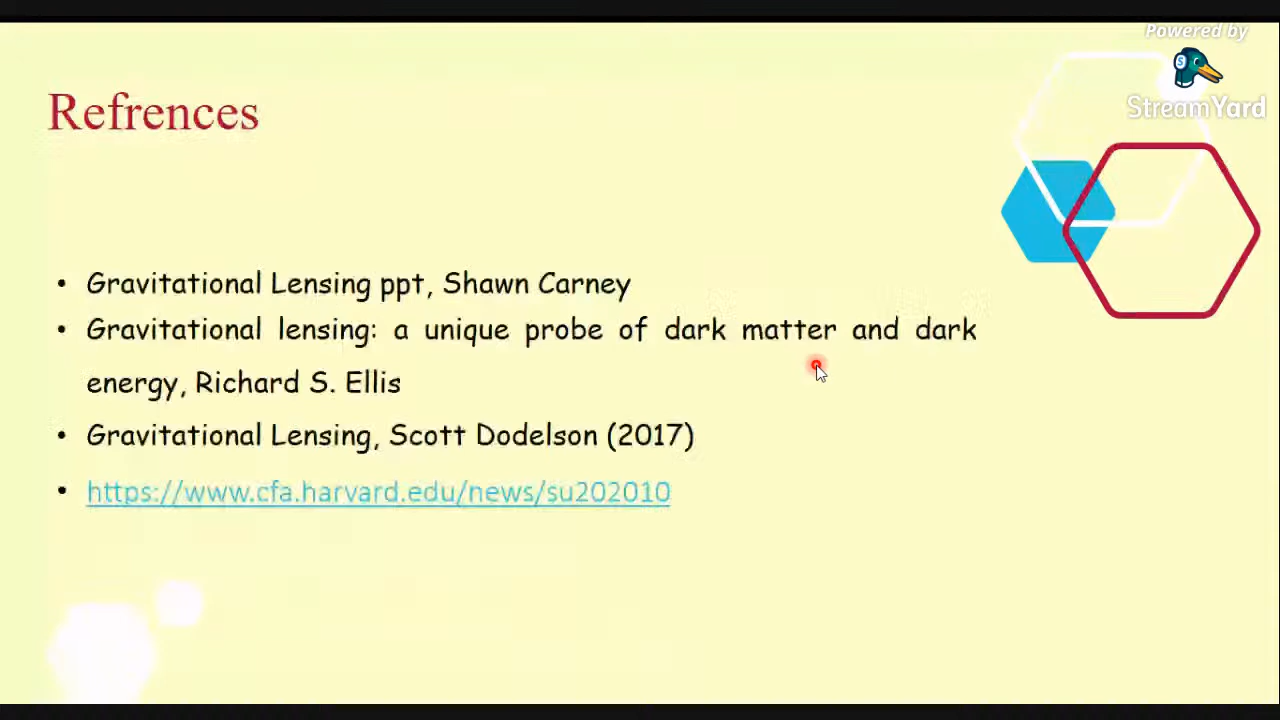 Powered by
StreamYard
Refrences
• Gravitational Lensing ppt, Shawn Carney
• Gravitational lensing: a unique probe of dark matter and dark
energy, Richard S. Ellis
• Gravitational Lensing, Scott Dodelson (2017)
• https://www.cfa.harvard.edu/news/su202010